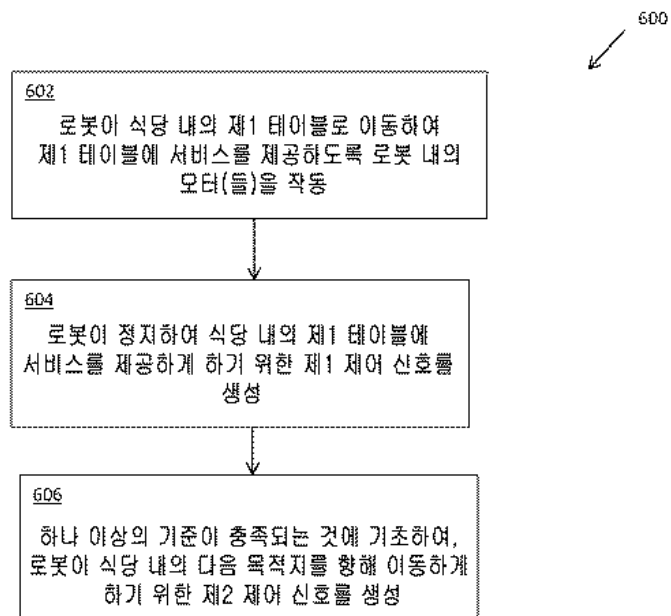 600
602
로봇이 식당 내의 제1 테이블로 이동하여
제1 테이블에 서비스를 제공하도록 로봇 내의
모터(들)을 작동
604
로봇이 정지하여 식당 내의 제1 테이블에
서비스를 제공하게 하기 위한 제1 제어 신호를
생성
606
하나 이상의 기준이 충족되는 것에 기초하여,
로봇이 식당 내의 다음 목적지를 향해 이동하게
하기 위한 제2 제어 신호를 생성